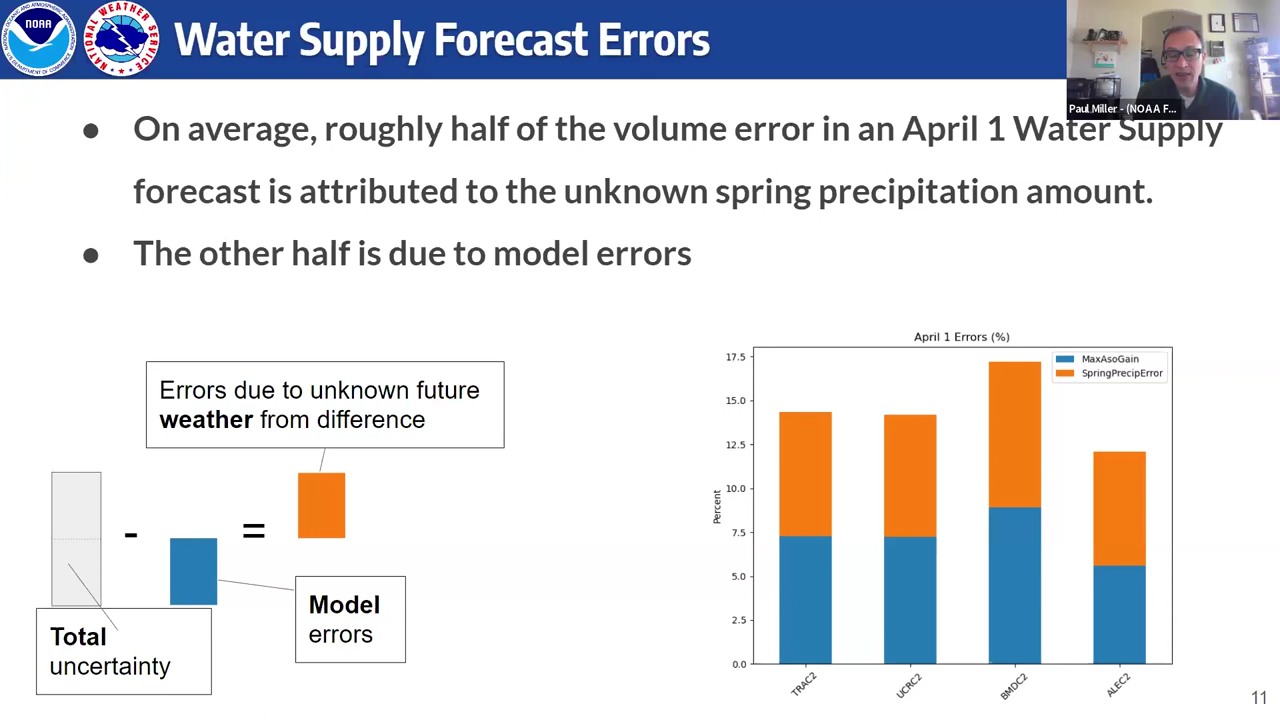 NOAA
NATIONAL WEATHER SERVICE
Water Supply Forecast Errors
Paul Miller - (NOAA F...
● On average, roughly half of the volume error in an April 1 Water Supply
forecast is attributed to the unknown spring precipitation amount.
● The other half is due to model errors
Errors due to unknown future
weather from difference
-
=
Model
errors
Total
uncertainty
April 1 Errors (%)
MaxAsoGain
SpringPrecipError
Percent
17.5
15.0
12.5
10.0
7.5
5.0
2.5
0.0
TRAC2
UCRC2
BMDC2
ALEC2
11